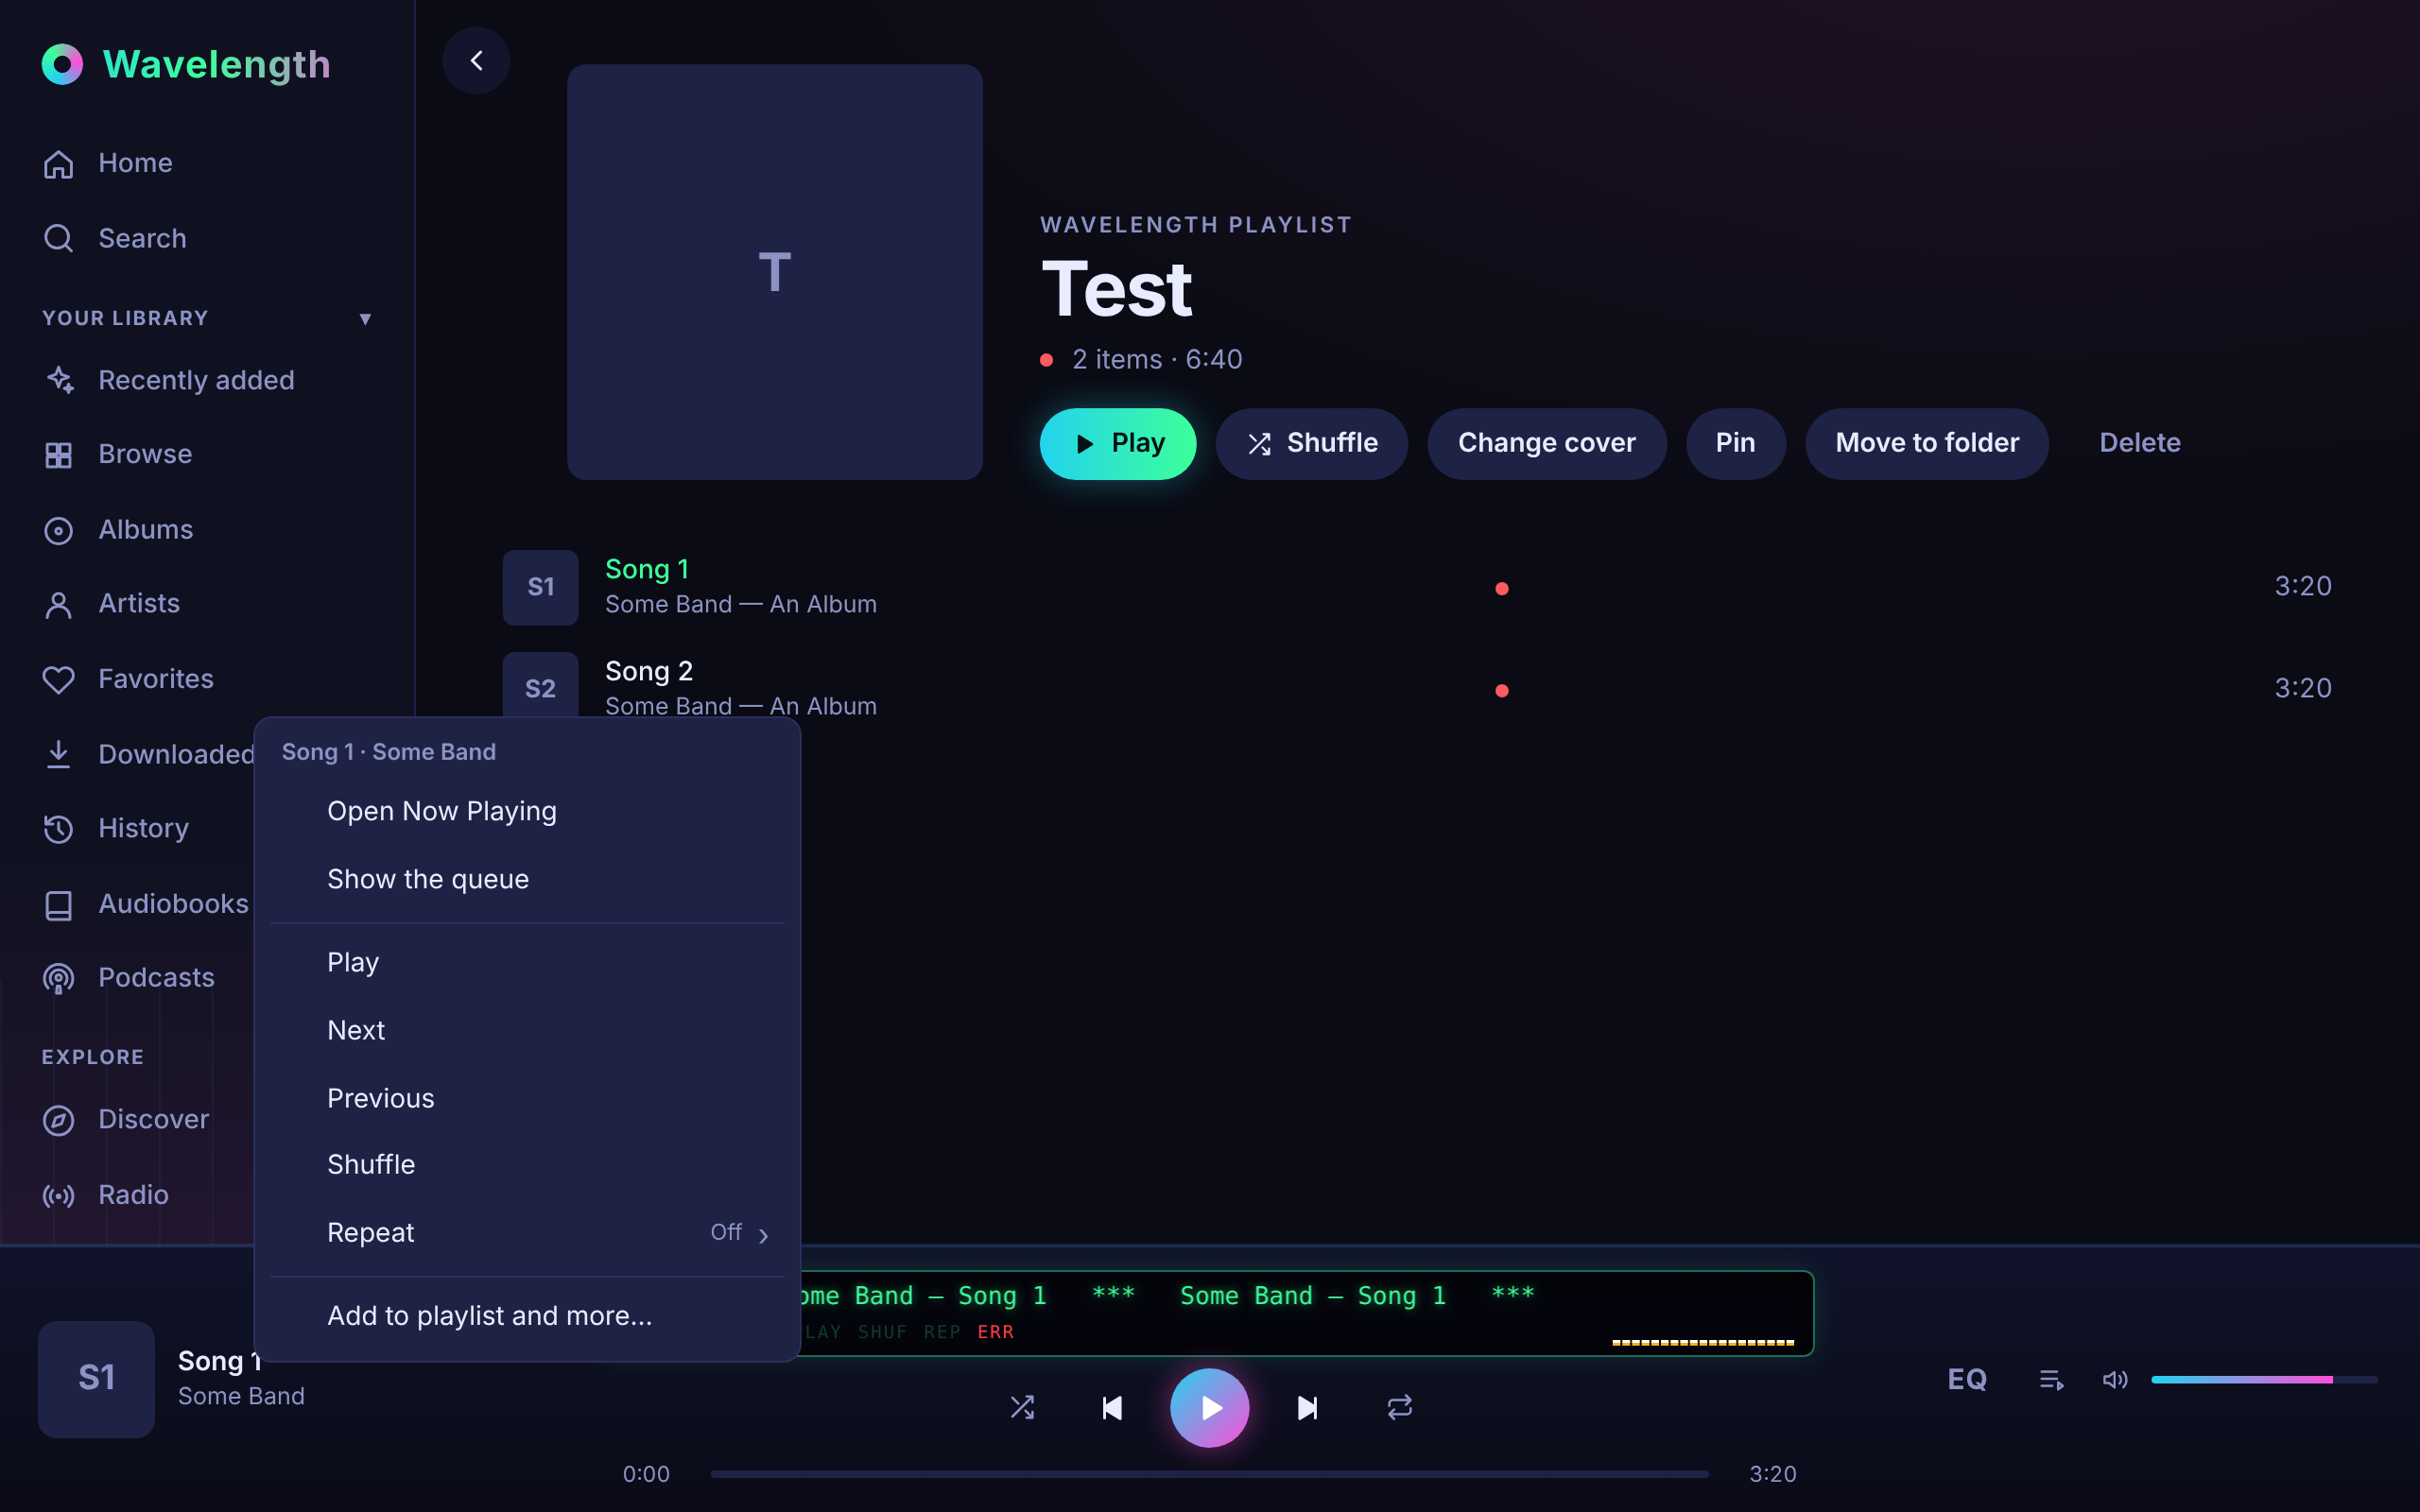 Wavelength
Home
Search
YOUR LIBRARY
Recently added
Browse
Albums
Artists
Favorites
Downloaded
History
Audiobooks
Podcasts
EXPLORE
Discover
Radio
T
WAVELENGTH PLAYLIST
Test
2 items · 6:40
Play
Shuffle
Change cover
Pin
Move to folder
Delete
S1
Song 1
Some Band — An Album
3:20
S2
Song 2
Some Band — An Album
3:20
Song 1 · Some Band
Open Now Playing
Show the queue
Play
Next
Previous
Shuffle
Repeat
Off
Add to playlist and more...
S1
Song 1
Some Band
Band — Song 1 *** Some Band — Song 1 ***
SHUF REP ERR
0:00
3:20
EQ